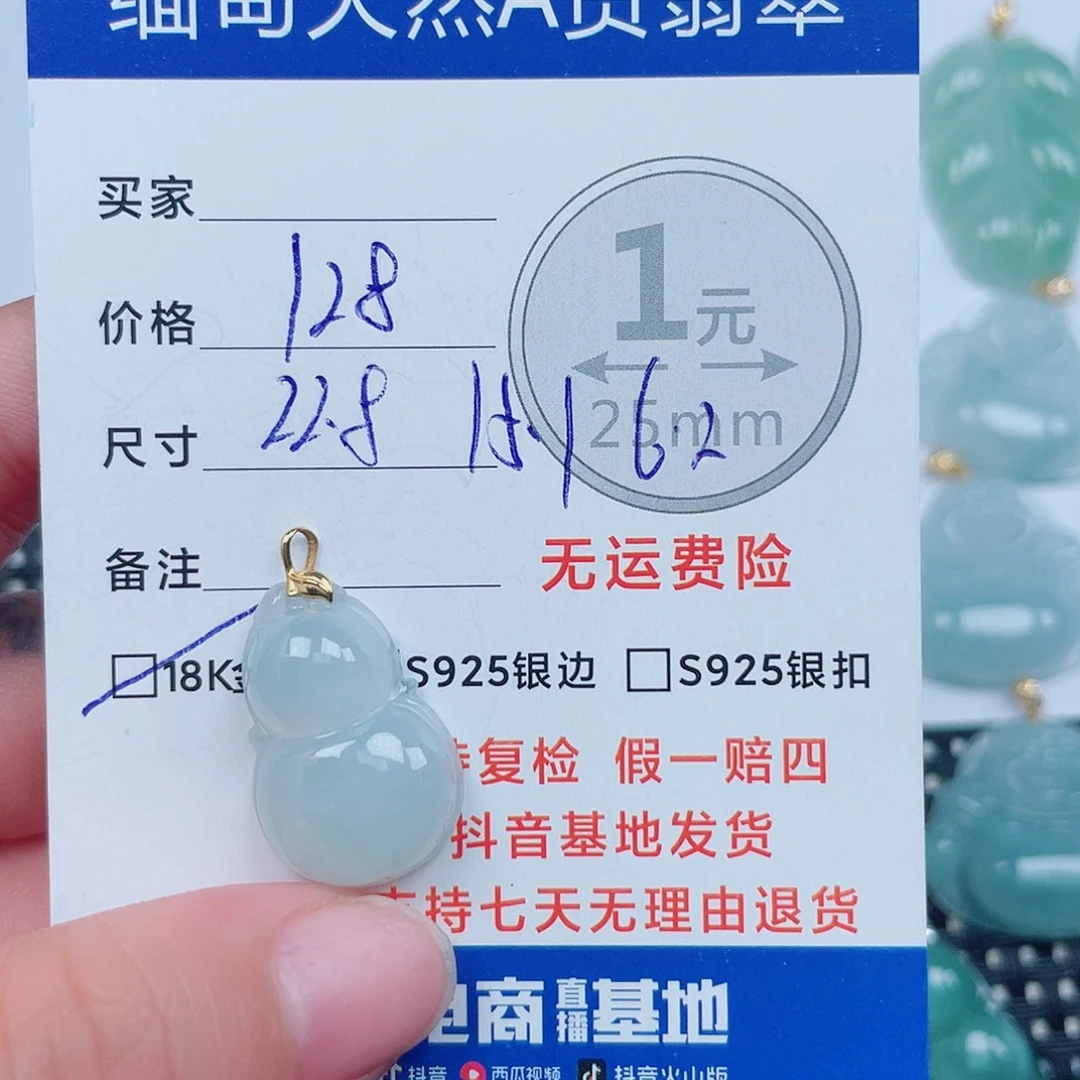 缅甸天然A货翡翠
买家
价格 128
1元
25mm
尺寸 22.8 15.1 6.2
备注
无运费险
18K金 S925银边 S925银扣
持复检 假一赔四
抖音基地发货
支持七天无理由退货
电商直播基地
抖音 西瓜视频 抖音火山版